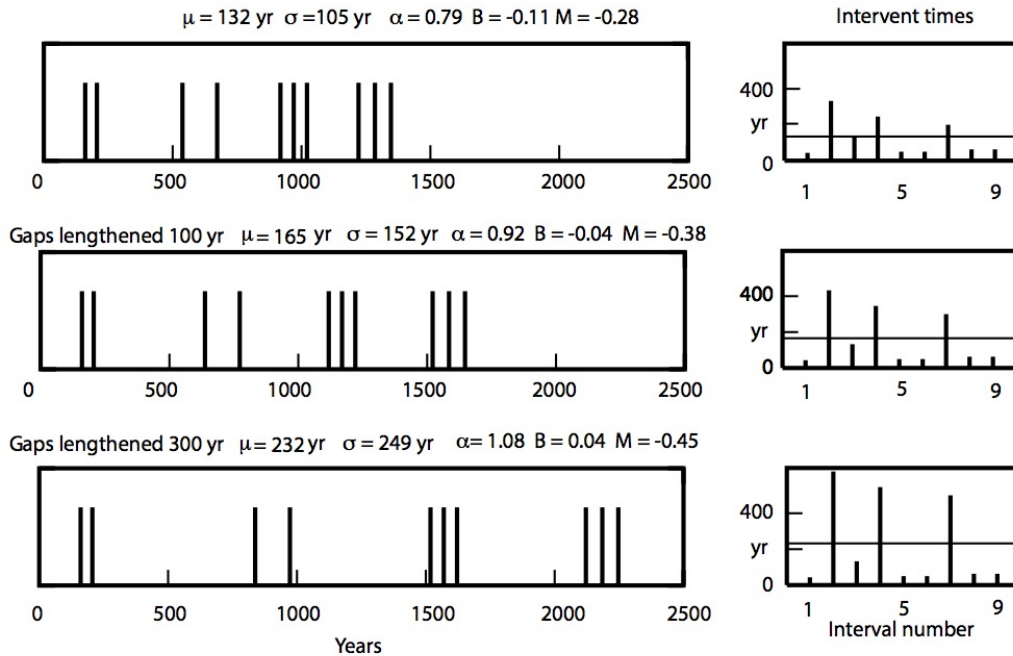 μ = 132 yr σ =105 yr α = 0.79 B = -0.11 M = -0.28
Intervent times
400
yr
0
0 500 1000 1500 2000 2500
1 5 9
Gaps lengthened 100 yr μ = 165 yr σ = 152 yr α = 0.92 B = -0.04 M = -0.38
400
yr
0
0 500 1000 1500 2000 2500
1 5 9
Gaps lengthened 300 yr μ = 232 yr σ = 249 yr α= 1.08 B = 0.04 M = -0.45
400
yr
0
0 500 1000 1500 2000 2500
1 5 9
Years
Interval number